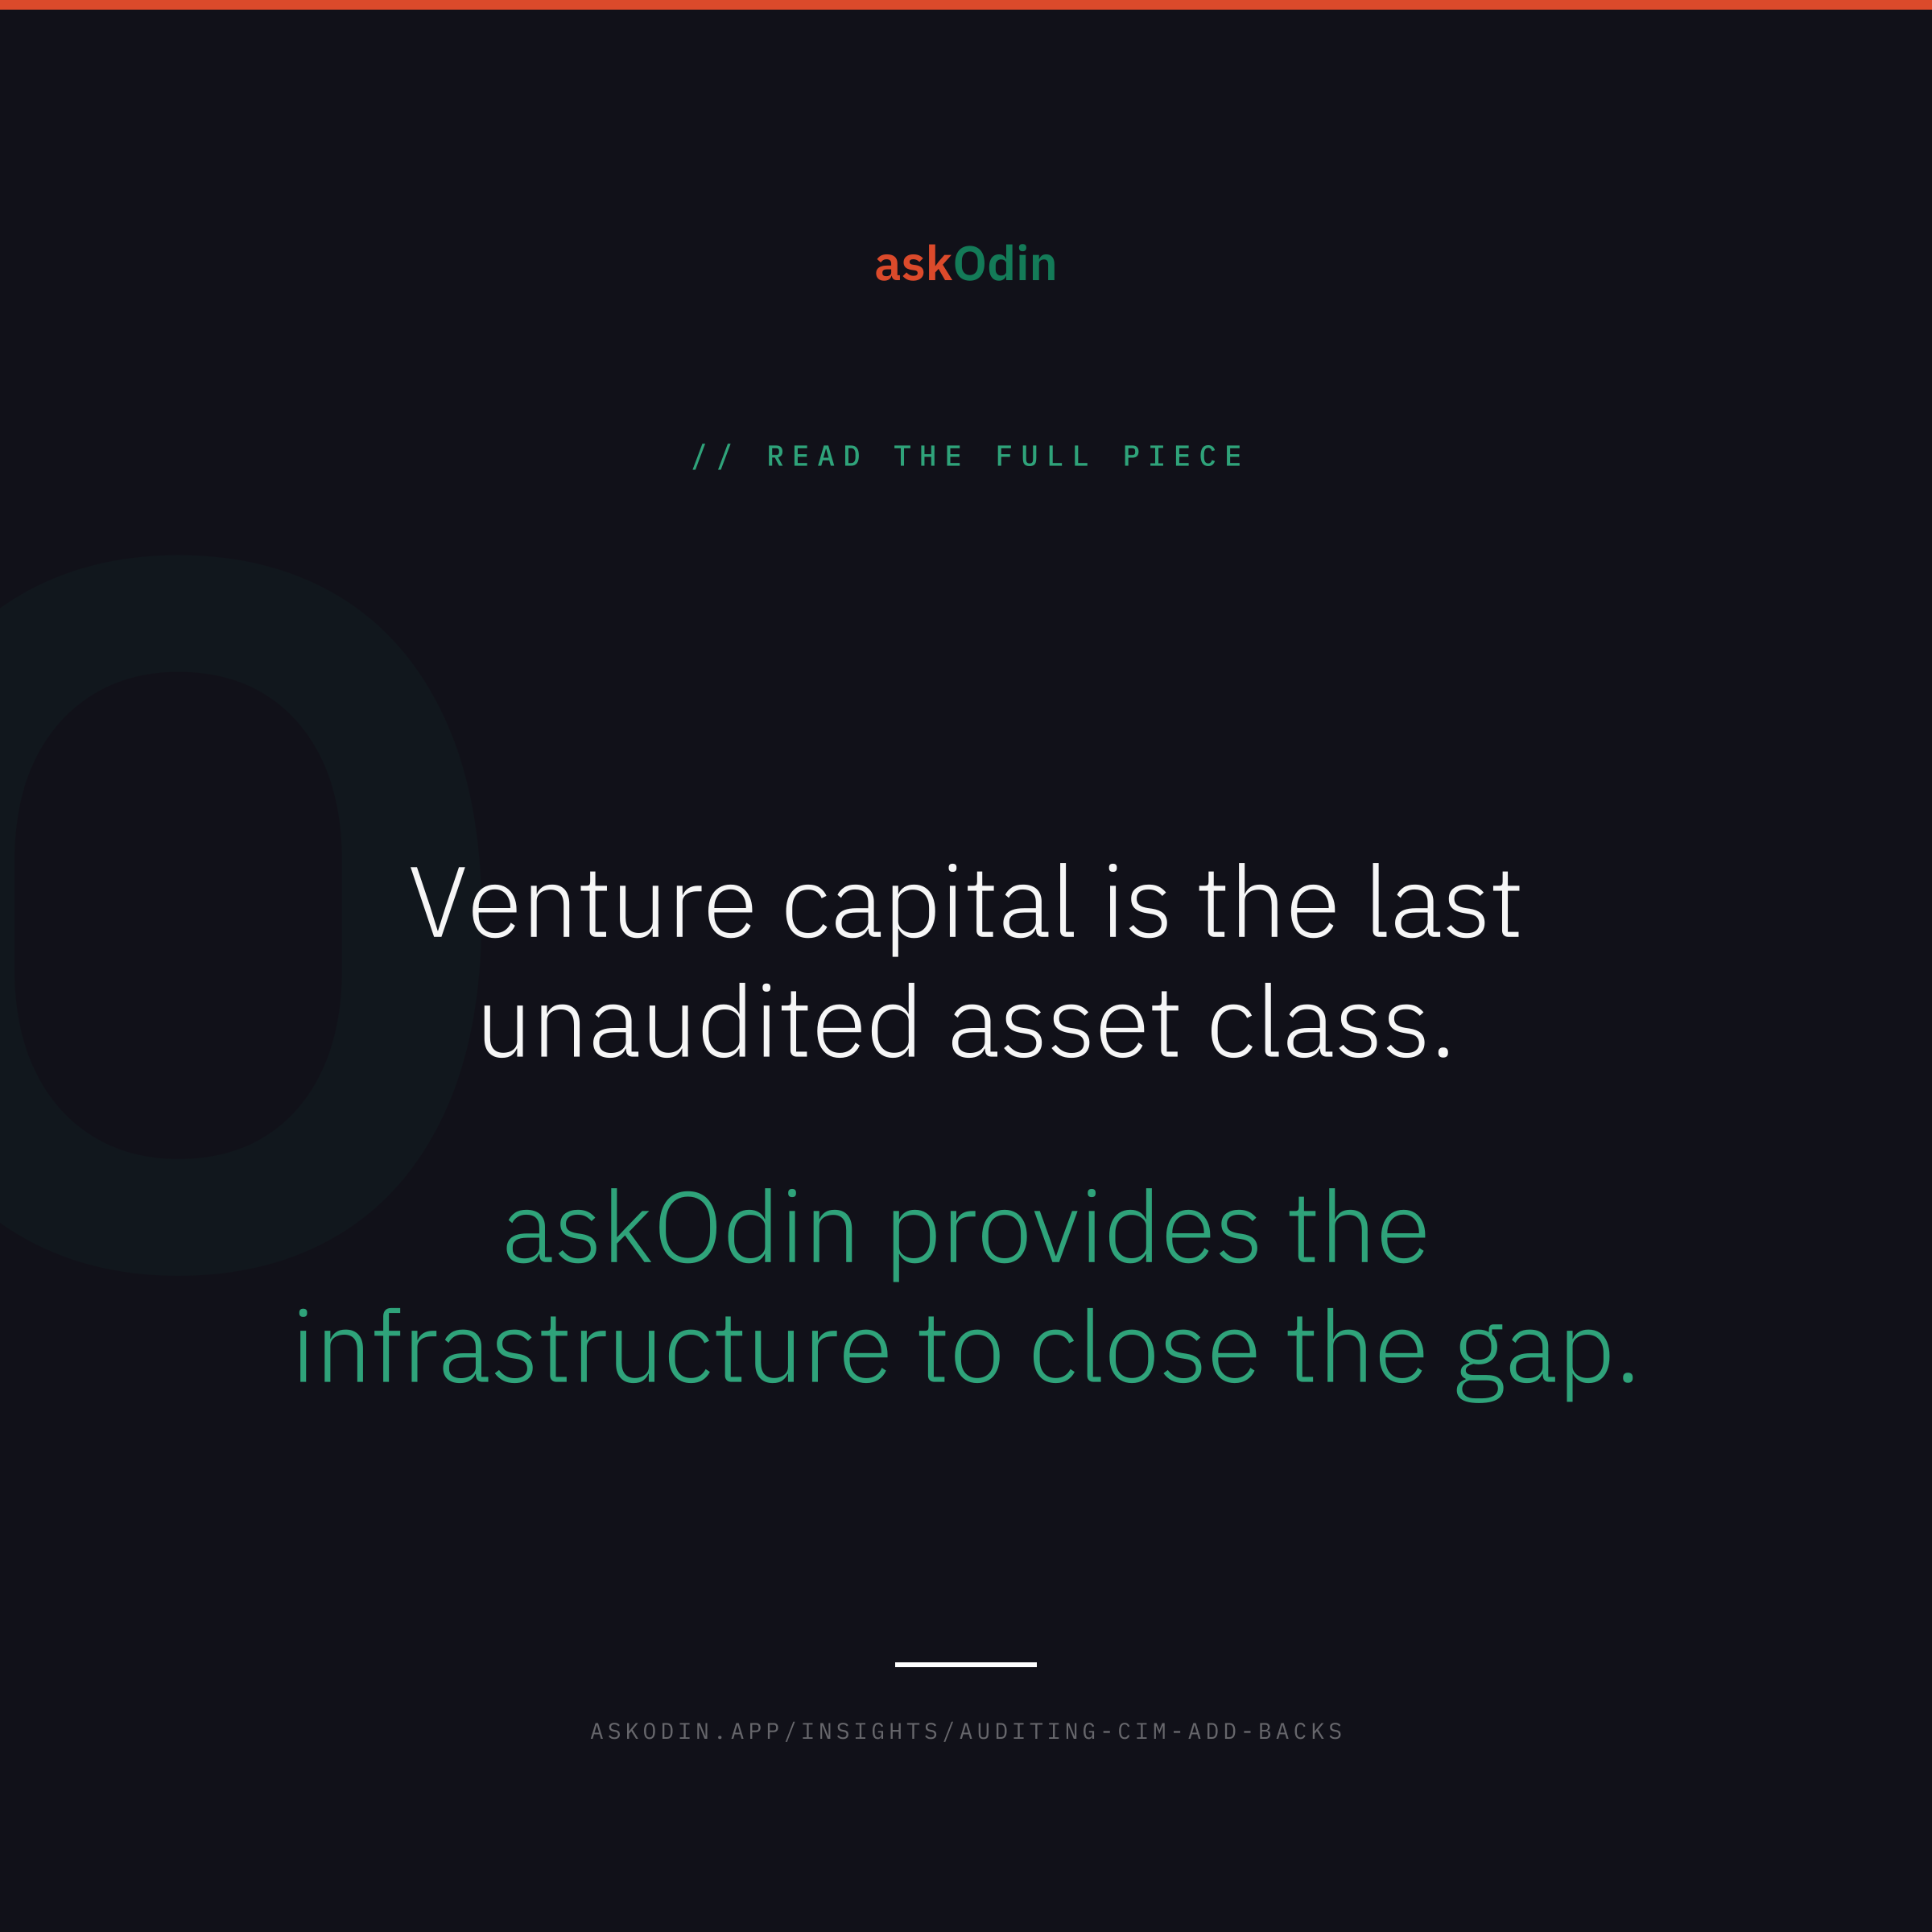 askOdin
// READ THE FULL PIECE
Venture capital is the last
unaudited asset class.
askOdin provides the
infrastructure to close the gap.
ASKODIN.APP/INSIGHTS/AUDITING-CIM-ADD-BACKS